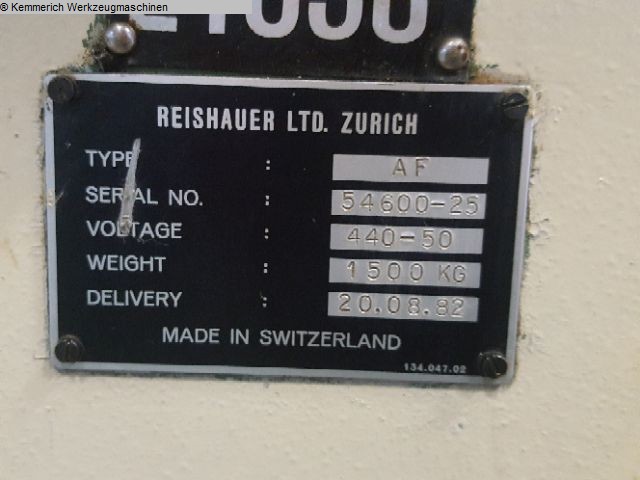 © Kemmerich Werkzeugmaschinen
REISHAUER LTD. ZURICH
TYPE : AF
SERIAL NO. : 54600-25
VOLTAGE : 440-50
WEIGHT : 1500 KG
DELIVERY : 20.08.82
MADE IN SWITZERLAND
134.047.02